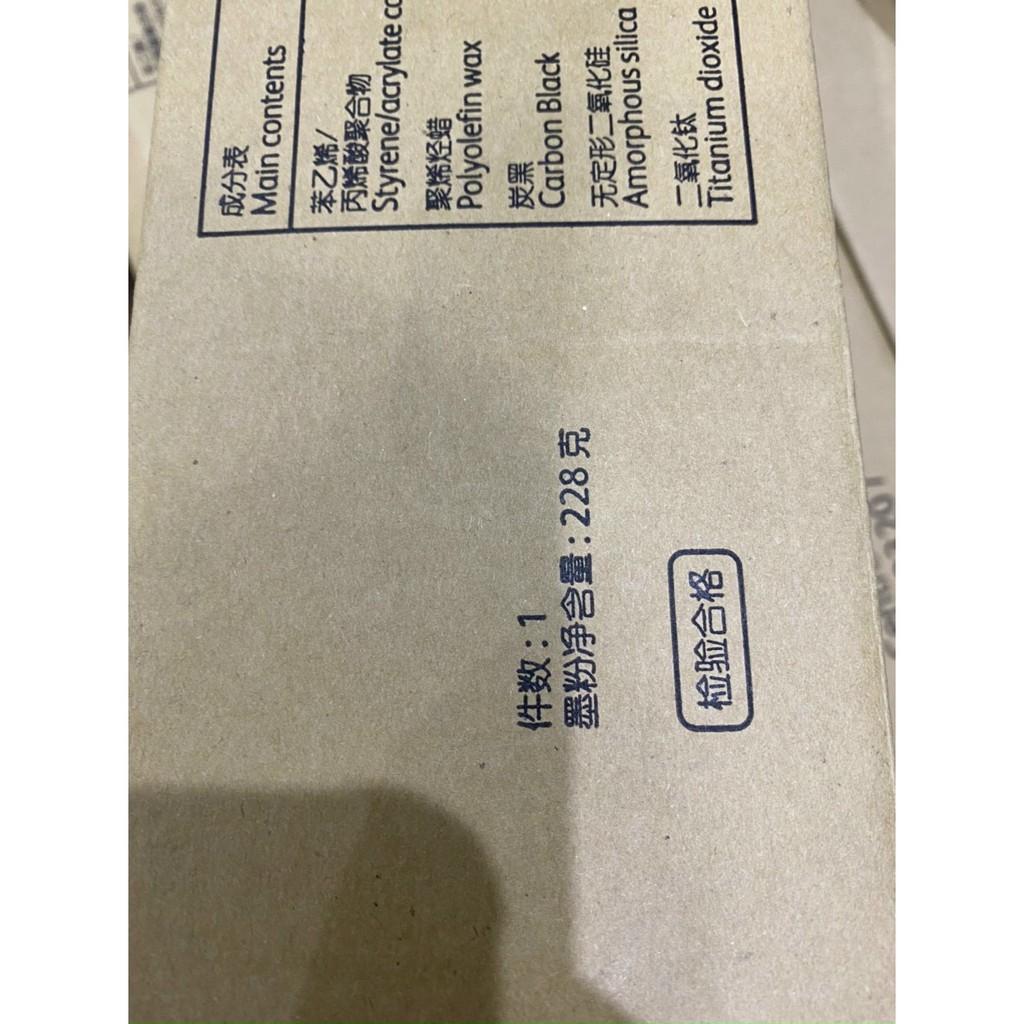 成分表
Main contents
苯乙烯/
丙烯酸聚合物
Styrene/acrylate
聚烯烃蜡
Polyolefin wax
炭黑
Carbon Black
无定形二氧化硅
Amorphous silica
二氧化钛
Titanium dioxide
件数:1
墨粉净含量:228 克
检验合格